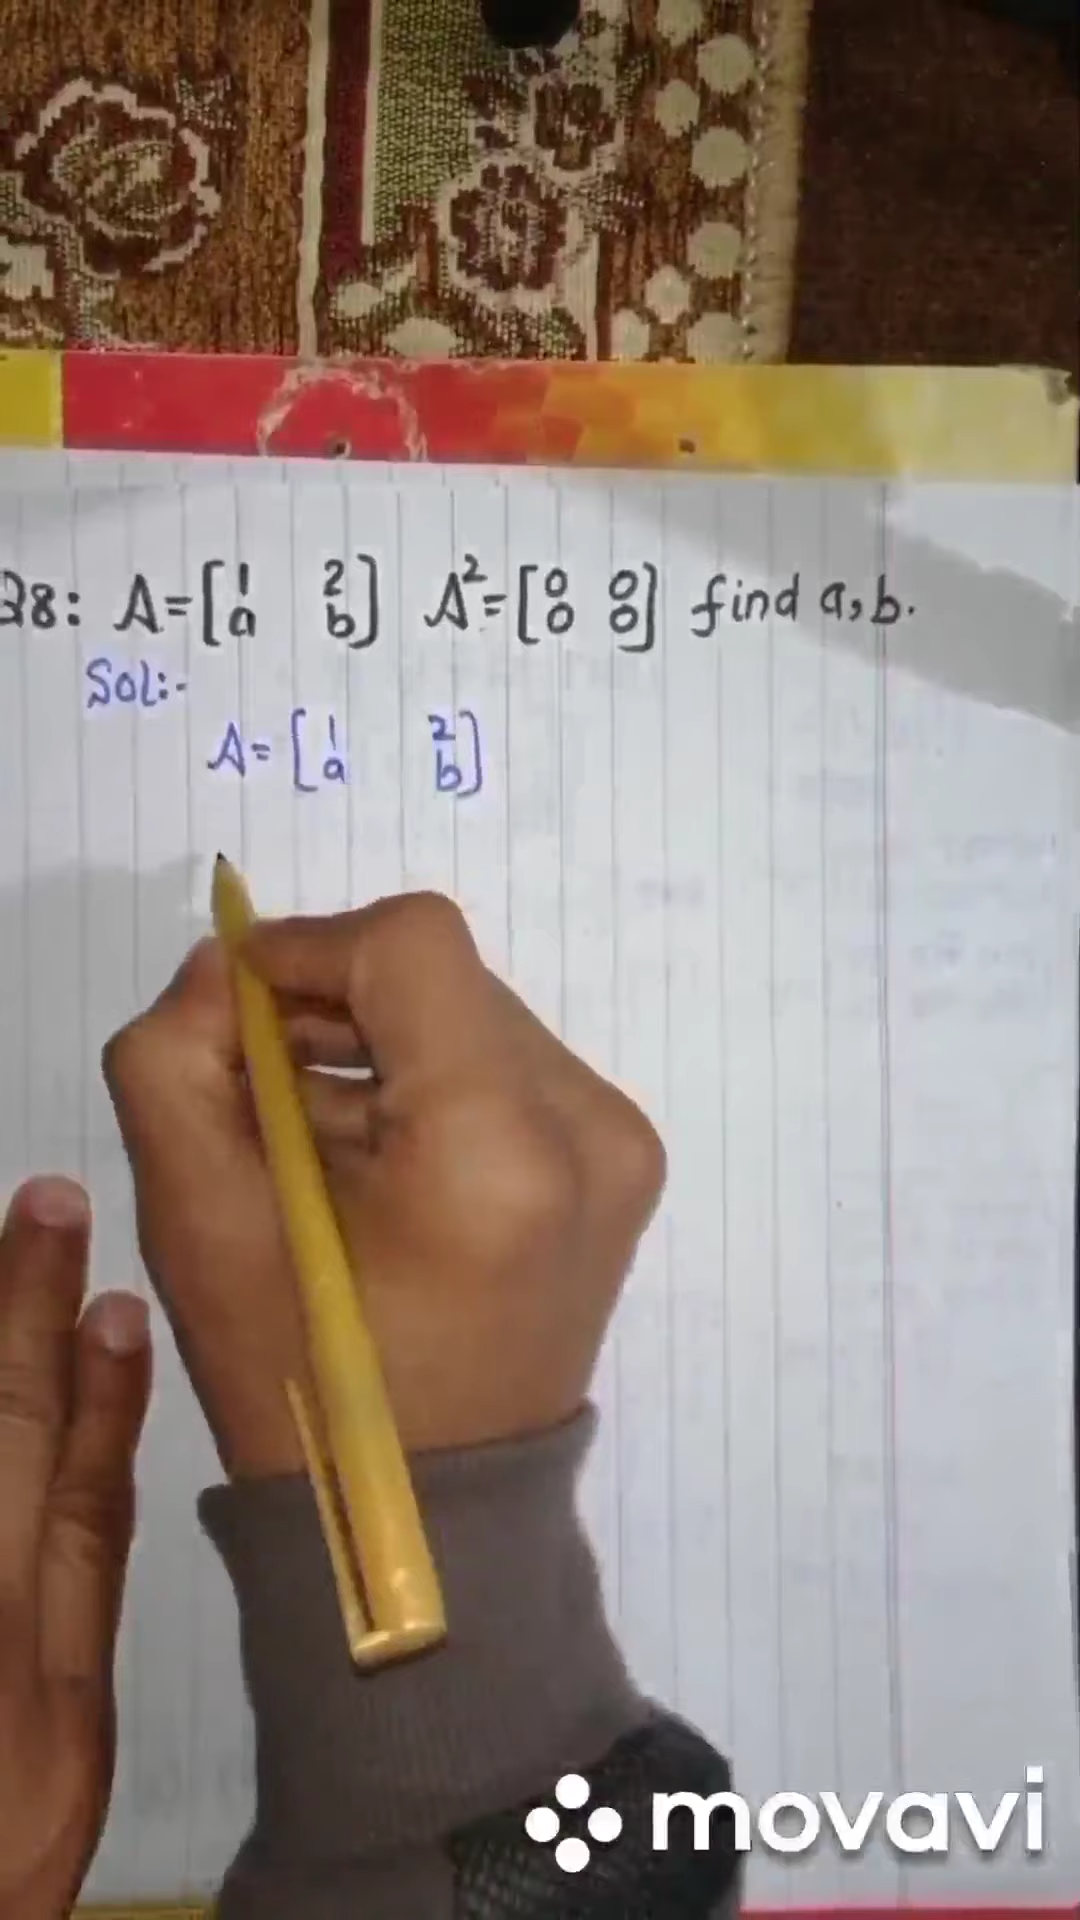 Q8: A=[1 2 a b] A²=[0 0 0 0] find a,b.
Sol:-
A=[1 2 a b]
movavi